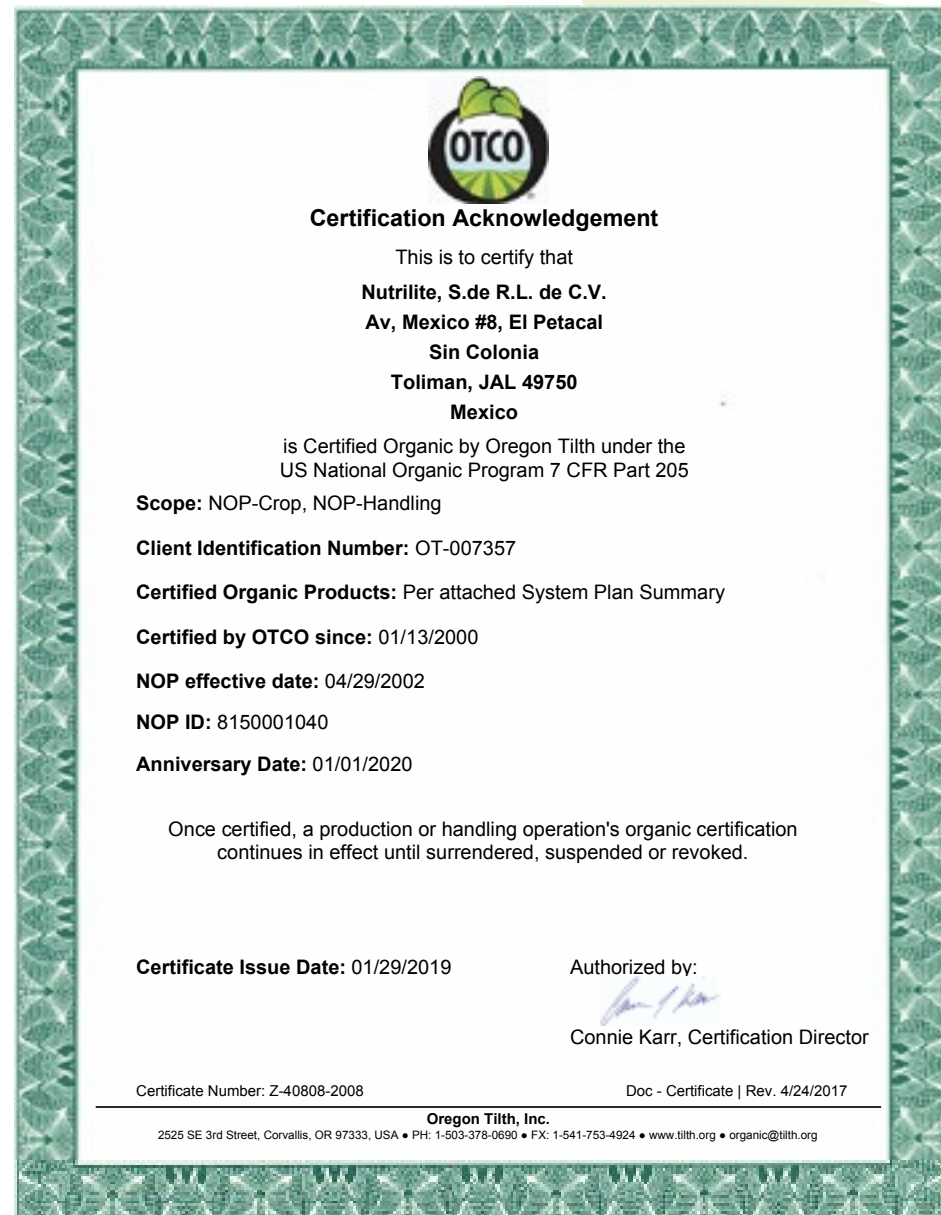 OTCO
Certification Acknowledgement
This is to certify that
Nutrilite, S.de R.L. de C.V.
Av, Mexico #8, El Petacal
Sin Colonia
Toliman, JAL 49750
Mexico
is Certified Organic by Oregon Tilth under the
US National Organic Program 7 CFR Part 205
Scope: NOP-Crop, NOP-Handling
Client Identification Number: OT-007357
Certified Organic Products: Per attached System Plan Summary
Certified by OTCO since: 01/13/2000
NOP effective date: 04/29/2002
NOP ID: 8150001040
Anniversary Date: 01/01/2020
Once certified, a production or handling operation's organic certification
continues in effect until surrendered, suspended or revoked.
Certificate Issue Date: 01/29/2019 Authorized by:
Connie Karr, Certification Director
Certificate Number: Z-40808-2008 Doc - Certificate | Rev. 4/24/2017
Oregon Tilth, Inc.
2525 SE 3rd Street, Corvallis, OR 97333, USA ● PH: 1-503-378-0690 ● FX: 1-541-753-4924 ● www.tilth.org ● organic@tilth.org